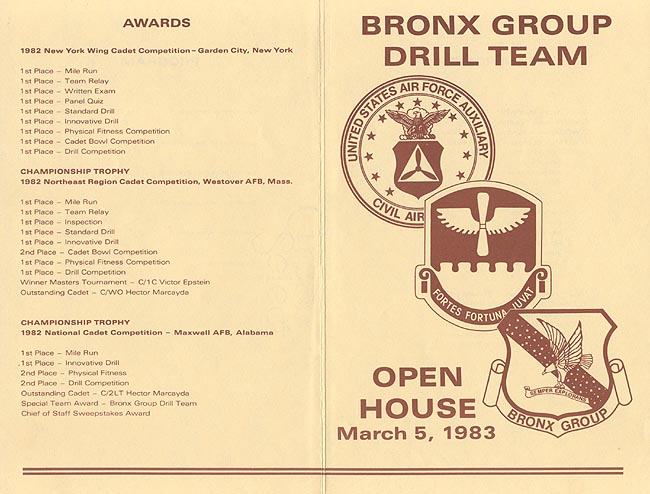 AWARDS
1982 New York Wing Cadet Competition – Garden City, New York
1st Place – Mile Run
1st Place – Team Relay
1st Place – Written Exam
1st Place – Panel Quiz
1st Place – Standard Drill
1st Place – Innovative Drill
1st Place – Physical Fitness Competition
1st Place – Cadet Bowl Competition
1st Place – Drill Competition
CHAMPIONSHIP TROPHY
1982 Northeast Region Cadet Competition, Westover AFB, Mass.
1st Place – Mile Run
1st Place – Team Relay
1st Place – Inspection
1st Place – Standard Drill
1st Place – Innovative Drill
2nd Place – Cadet Bowl Competition
1st Place – Physical Fitness Competition
1st Place – Drill Competition
Winner Masters Tournament – C/1C Victor Epstein
Outstanding Cadet – C/WO Hector Marcayda
CHAMPIONSHIP TROPHY
1982 National Cadet Competition – Maxwell AFB, Alabama
1st Place – Mile Run
1st Place – Innovative Drill
2nd Place – Physical Fitness
2nd Place – Drill Competition
Outstanding Cadet – C/2LT Hector Marcayda
Special Team Award – Bronx Group Drill Team
Chief of Staff Sweepstakes Award
BRONX GROUP
DRILL TEAM
UNITED STATES AIR FORCE AUXILIARY
CIVIL AIR
FORTES FORTUNA JUVAT
SEMPER EXPLORANS
BRONX GROUP
OPEN
HOUSE
March 5, 1983